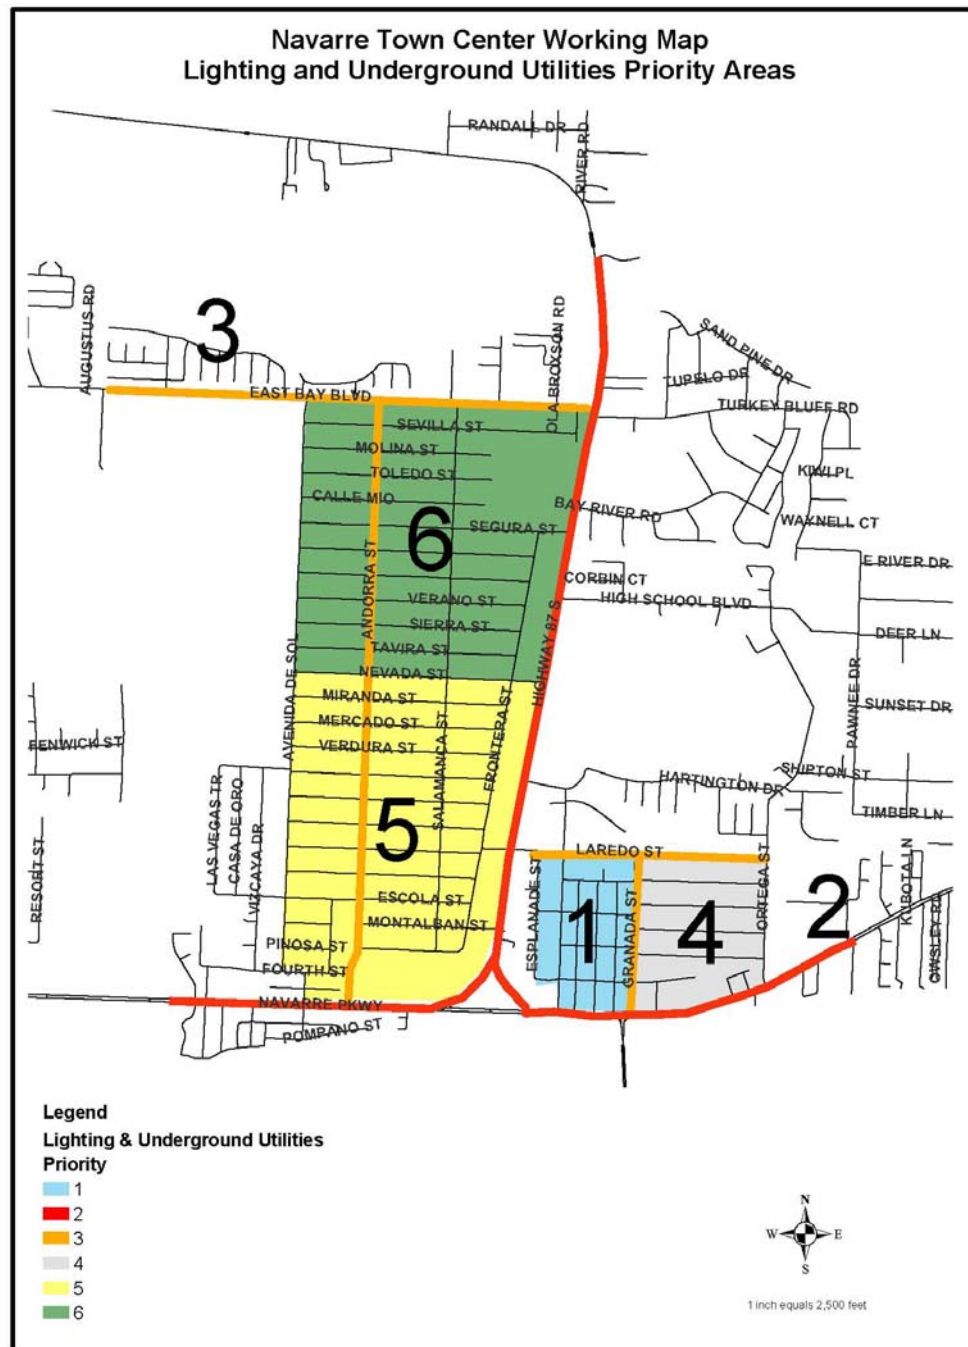 Navarre Town Center Working Map
Lighting and Underground Utilities Priority Areas
RANDALL DR
RIVER RD
AUGUSTUS RD
3
OLA BROXSON RD
SAND PINE DR
TUPELO DR
EAST BAY BLVD
TURKEY BLUFF RD
SEVILLA ST
MOLINA ST
TOLEDO ST
KIWI PL
CALLE MIO
BAY RIVER RD
WAYNELL CT
6
SEGURA ST
E RIVER DR
ANDORRA ST
CORBIN CT
VERANO ST
HIGH SCHOOL BLVD
SIERRA ST
DEER LN
TAVIRA ST
HIGHWAY 87 S
NEVADA ST
AVENIDA DE SOL
MIRANDA ST
PAWNEE DR
SUNSET DR
MERCADO ST
FRONTERA ST
FENWICK ST
VERDURA ST
SALAMANCA ST
LAS VEGAS TR
CASA DE ORO
VIZCAYA DR
HARTINGTON DR
SHIPTON ST
TIMBER LN
5
LAREDO ST
RESORT ST
ESPLANADE ST
ORTEGA ST
KUBOTA LN
ESCOLA ST
1
GRANADA ST
4
2
OWSLEY RD
MONTALBAN ST
PINOSA ST
FOURTH ST
NAVARRE PKWY
POMPANO ST
Legend
Lighting & Underground Utilities
Priority
1
2
3
4
5
6
N
W
E
S
1 inch equals 2,500 feet